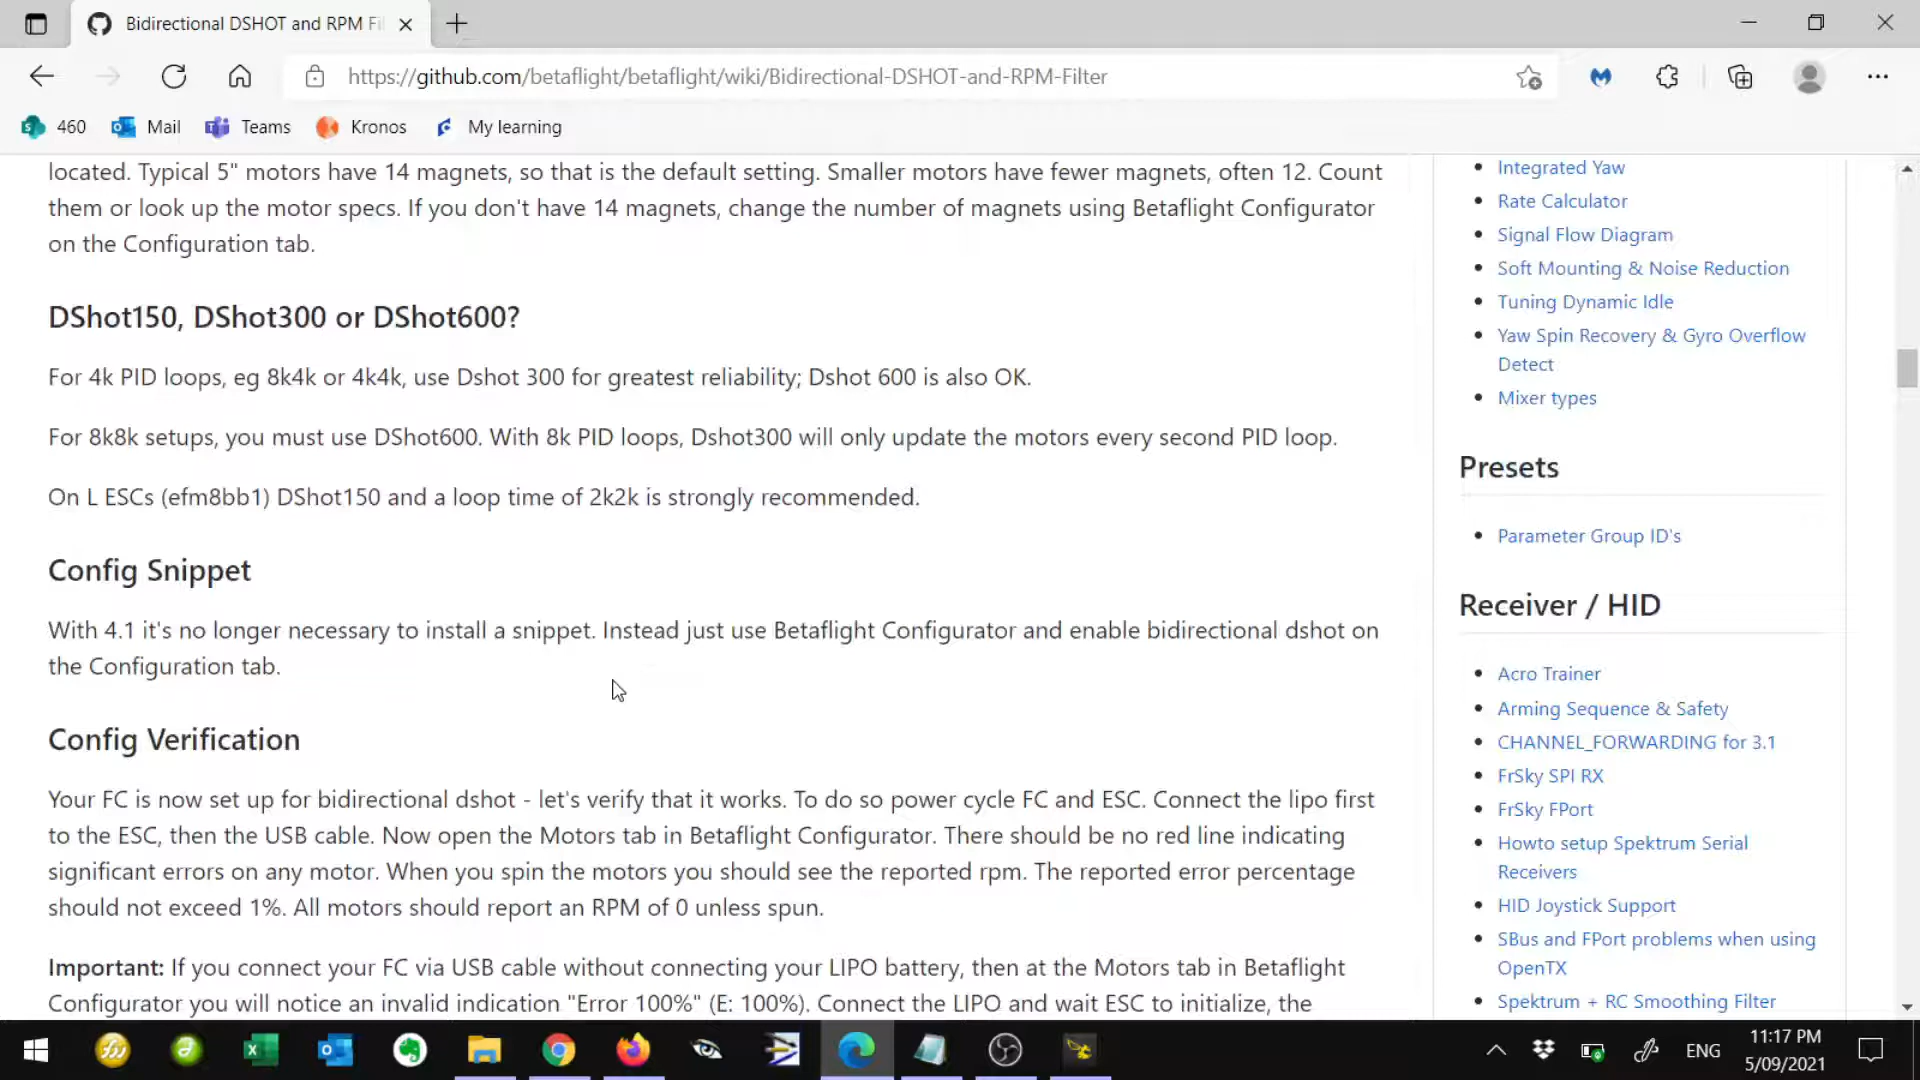 Bidirectional DSHOT and RPM Fi
https://github.com/betaflight/betaflight/wiki/Bidirectional-DSHOT-and-RPM-Filter
460 Mail Teams Kronos My learning
located. Typical 5" motors have 14 magnets, so that is the default setting. Smaller motors have fewer magnets, often 12. Count
them or look up the motor specs. If you don't have 14 magnets, change the number of magnets using Betaflight Configurator
on the Configuration tab.
DShot150, DShot300 or DShot600?
For 4k PID loops, eg 8k4k or 4k4k, use Dshot 300 for greatest reliability; Dshot 600 is also OK.
For 8k8k setups, you must use DShot600. With 8k PID loops, Dshot300 will only update the motors every second PID loop.
On L ESCs (efm8bb1) DShot150 and a loop time of 2k2k is strongly recommended.
Config Snippet
With 4.1 it's no longer necessary to install a snippet. Instead just use Betaflight Configurator and enable bidirectional dshot on
the Configuration tab.
Config Verification
Your FC is now set up for bidirectional dshot - let's verify that it works. To do so power cycle FC and ESC. Connect the lipo first
to the ESC, then the USB cable. Now open the Motors tab in Betaflight Configurator. There should be no red line indicating
significant errors on any motor. When you spin the motors you should see the reported rpm. The reported error percentage
should not exceed 1%. All motors should report an RPM of 0 unless spun.
Important: If you connect your FC via USB cable without connecting your LIPO battery, then at the Motors tab in Betaflight
Configurator you will notice an invalid indication "Error 100%" (E: 100%). Connect the LIPO and wait ESC to initialize, the
Integrated Yaw
Rate Calculator
Signal Flow Diagram
Soft Mounting & Noise Reduction
Tuning Dynamic Idle
Yaw Spin Recovery & Gyro Overflow
Detect
Mixer types
Presets
Parameter Group ID's
Receiver / HID
Acro Trainer
Arming Sequence & Safety
CHANNEL_FORWARDING for 3.1
FrSky SPI RX
FrSky FPort
Howto setup Spektrum Serial
Receivers
HID Joystick Support
SBus and FPort problems when using
OpenTX
Spektrum + RC Smoothing Filter
ENG
11:17 PM
5/09/2021